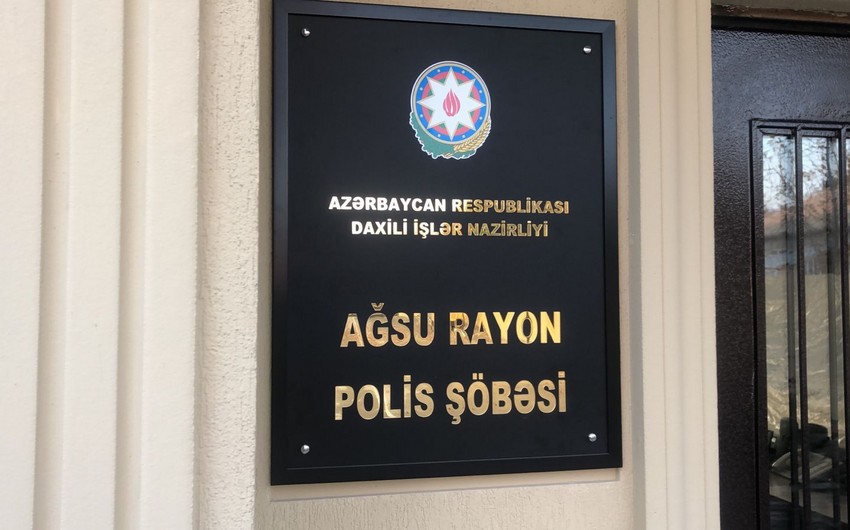 AZƏRBAYCAN RESPUBLİKASI
DAXİLİ İŞLƏR NAZİRLİYİ
AĞSU RAYON
POLİS ŞÖBƏSİ